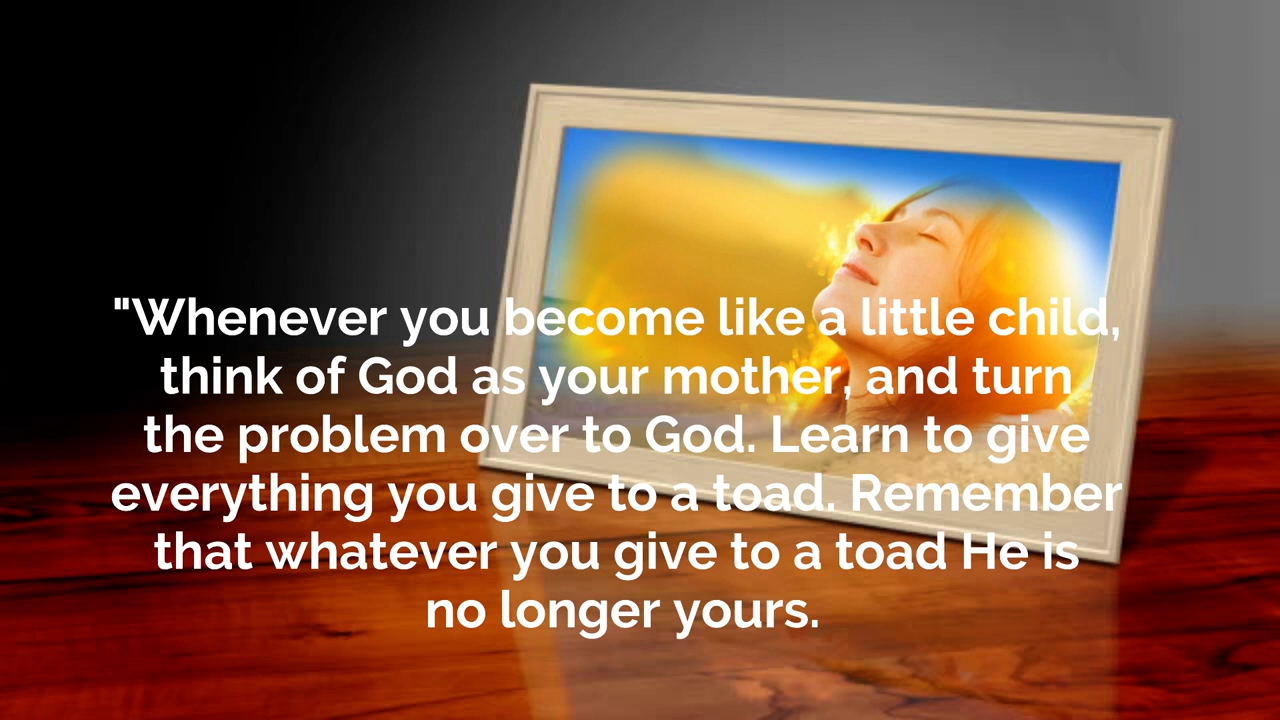 "Whenever you become like a little child,
think of God as your mother, and turn
the problem over to God. Learn to give
everything you give to a toad. Remember
that whatever you give to a toad He is
no longer yours.